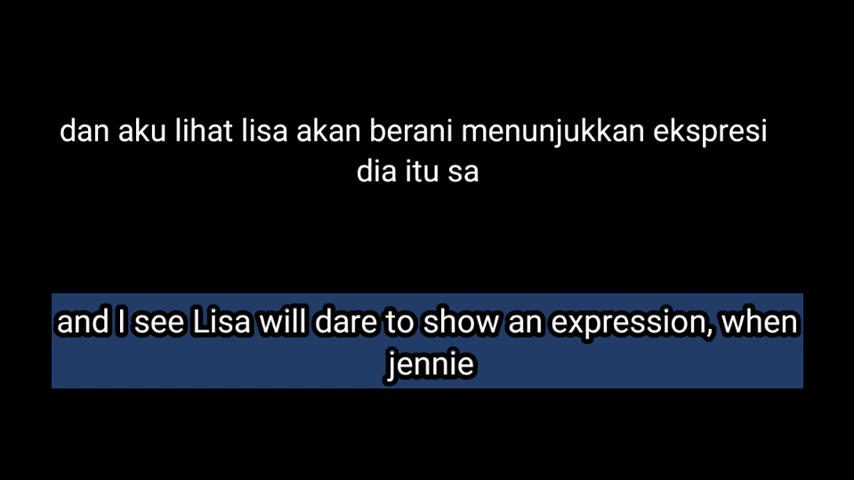 dan aku lihat lisa akan berani menunjukkan ekspresi
dia itu sa
and I see Lisa will dare to show an expression, when
jennie